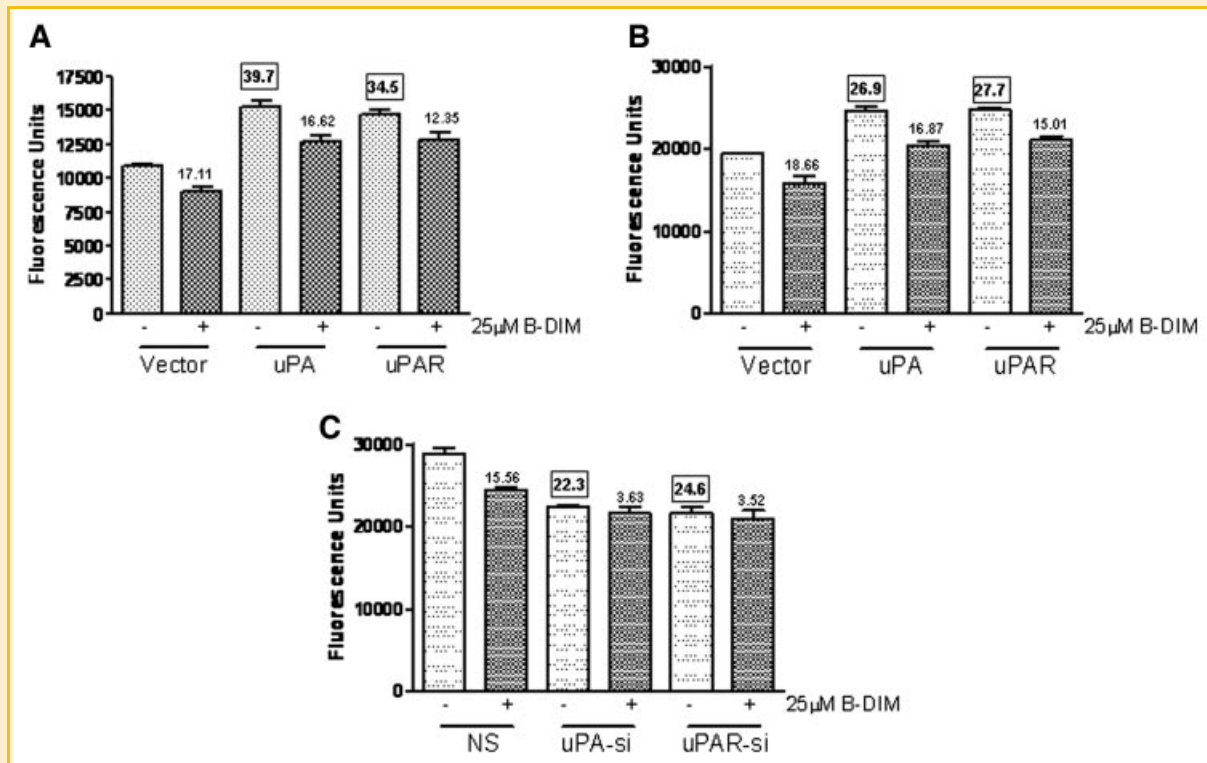 A
Fluorescence Units
17500
15000
12500
10000
7500
5000
2500
0
17.11
39.7
16.62
34.5
12.35
- + - + - + 25µM B-DIM
Vector uPA uPAR
B
Fluorescence Units
30000
20000
10000
0
18.66
26.9
16.87
27.7
15.01
- + - + - + 25µM B-DIM
Vector uPA uPAR
C
Fluorescence Units
30000
20000
10000
0
15.56
22.3
3.63
24.6
3.52
- + - + - + 25µM B-DIM
NS uPA-si uPAR-si